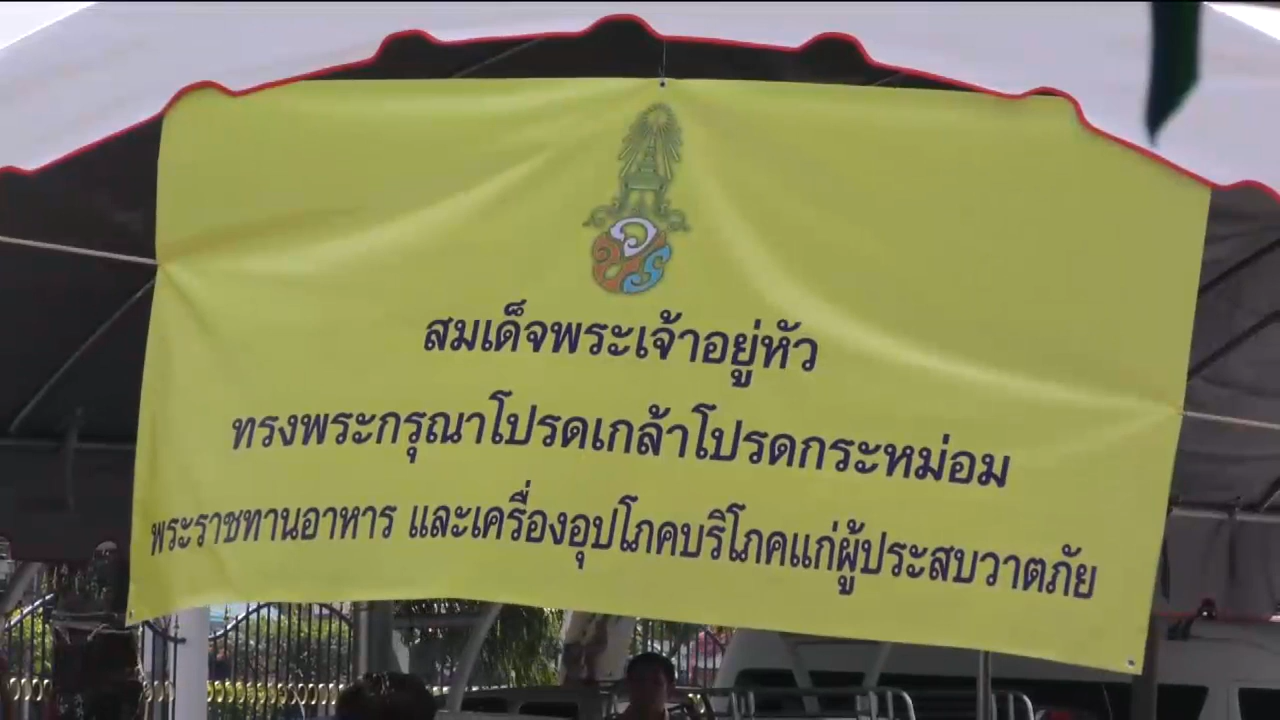 สมเด็จพระเจ้าอยู่หัว
ทรงพระกรุณาโปรดเกล้าโปรดกระหม่อม
พระราชทานอาหาร และเครื่องอุปโภคบริโภคแก่ผู้ประสบวาตภัย